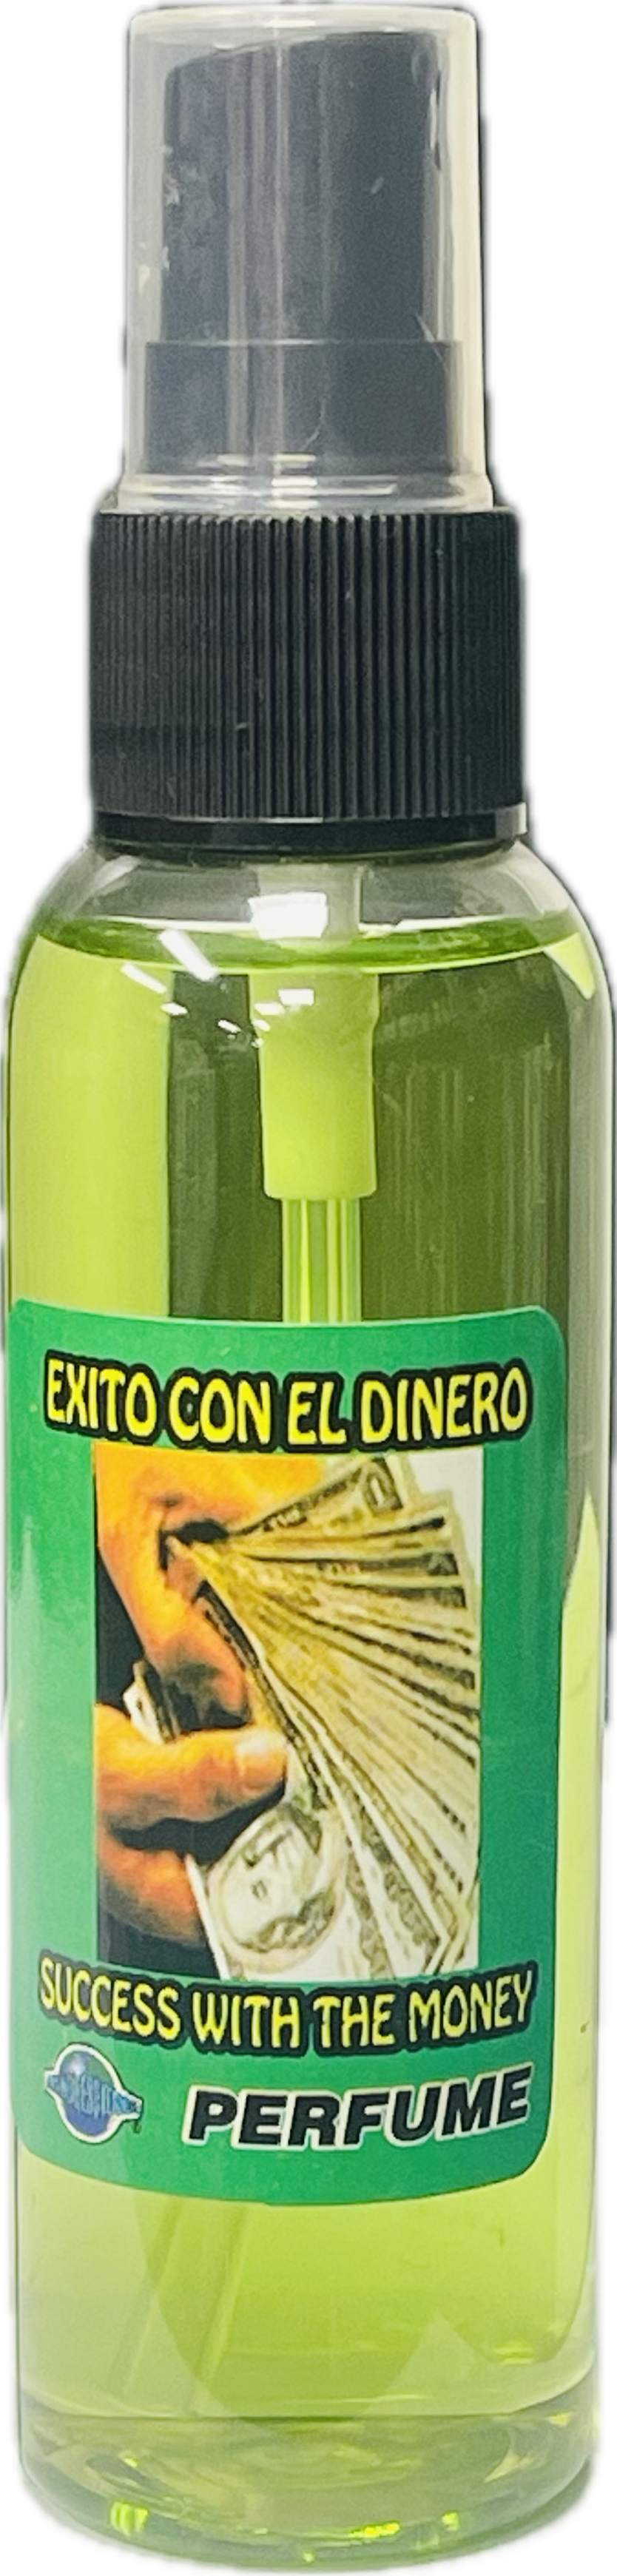 EXITO CON EL DINERO
SUCCESS WITH THE MONEY
PERFUME